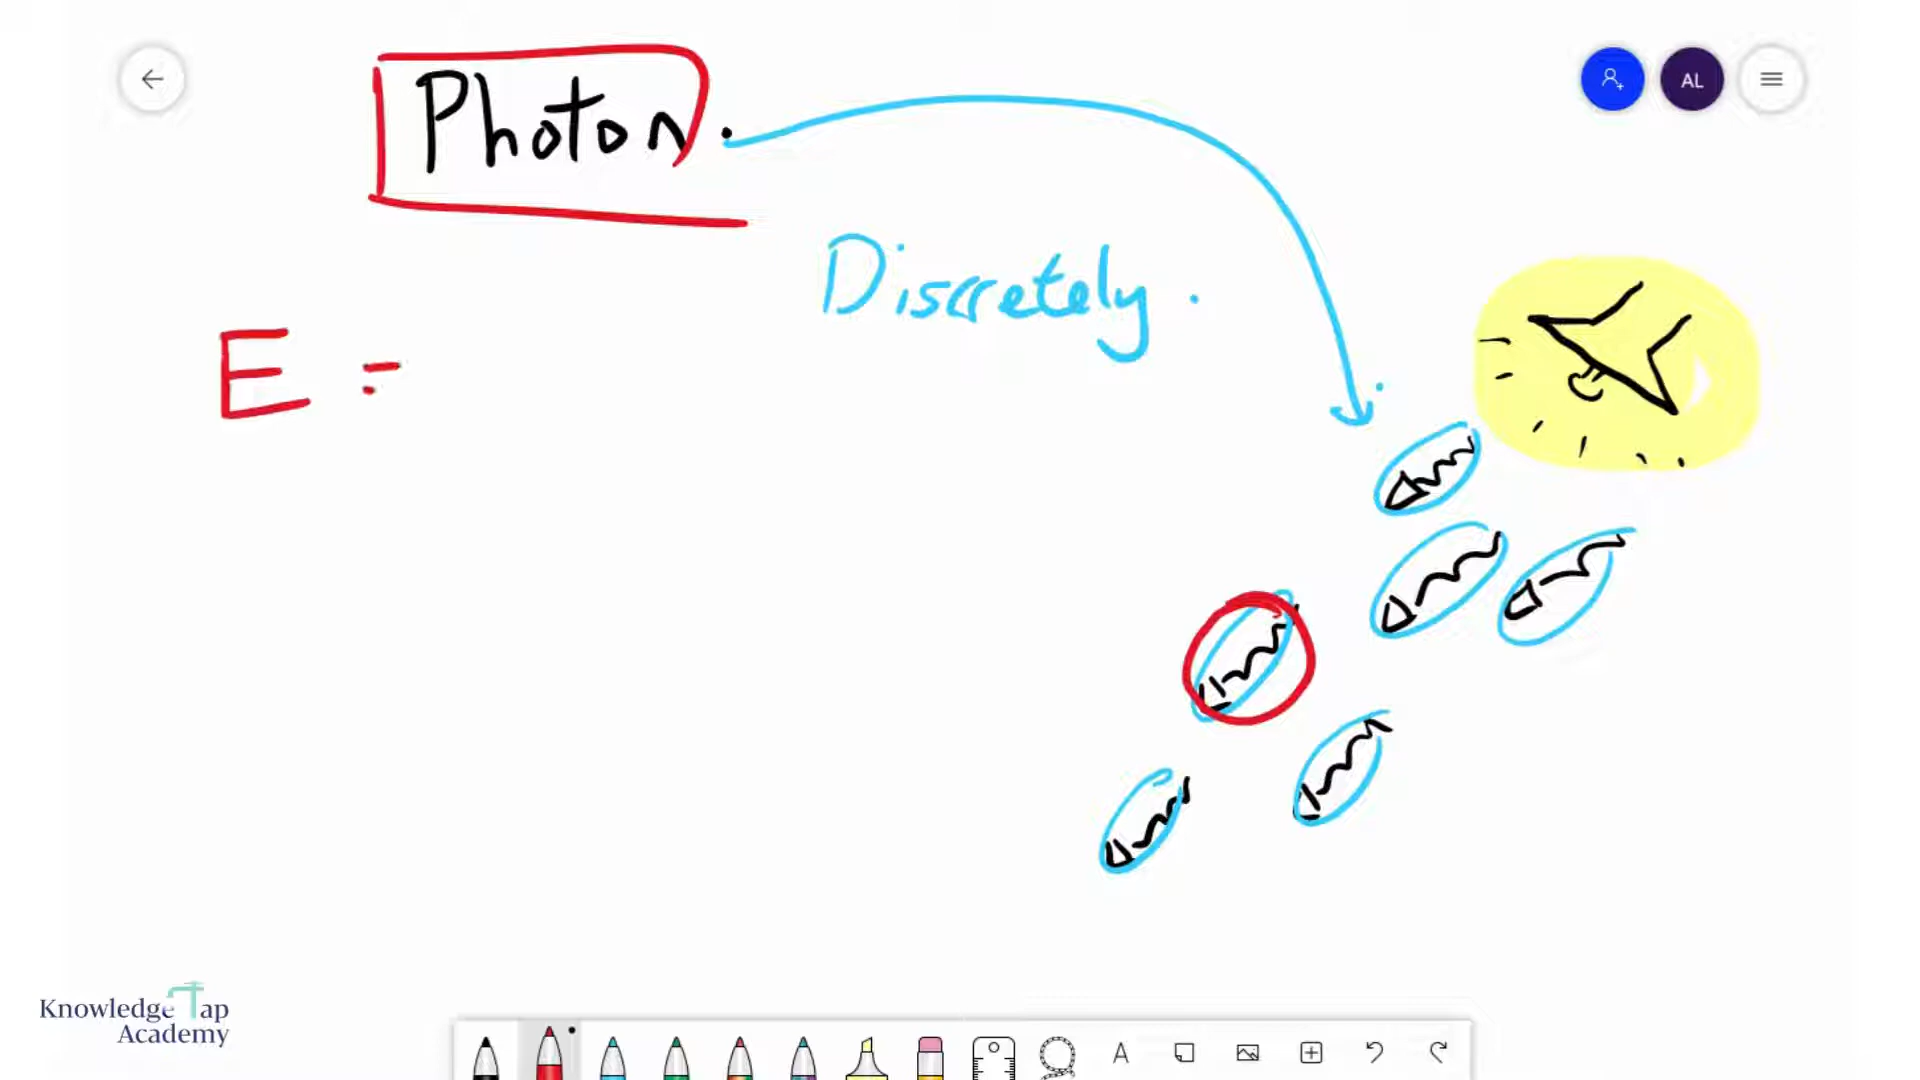 Photon.
Discretely.
E =
AL
Knowledge Tap
Academy
A